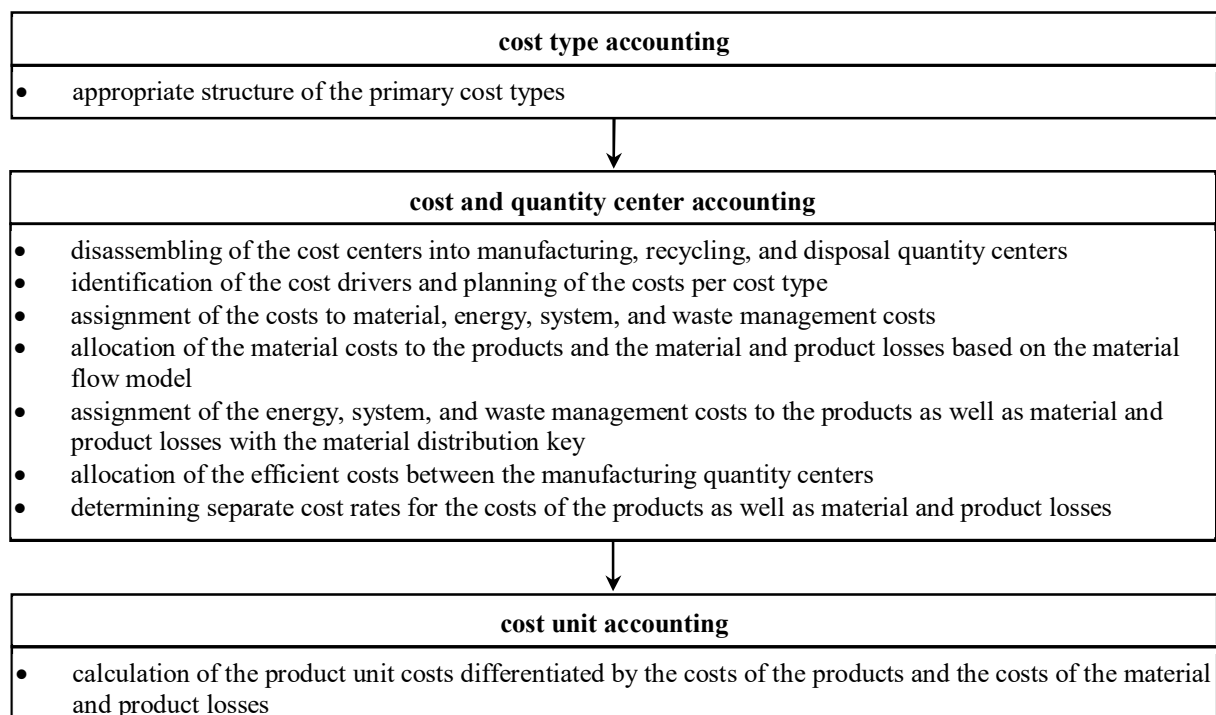 cost type accounting
• appropriate structure of the primary cost types
cost and quantity center accounting
• disassembling of the cost centers into manufacturing, recycling, and disposal quantity centers
• identification of the cost drivers and planning of the costs per cost type
• assignment of the costs to material, energy, system, and waste management costs
• allocation of the material costs to the products and the material and product losses based on the material
flow model
• assignment of the energy, system, and waste management costs to the products as well as material and
product losses with the material distribution key
• allocation of the efficient costs between the manufacturing quantity centers
• determining separate cost rates for the costs of the products as well as material and product losses
cost unit accounting
• calculation of the product unit costs differentiated by the costs of the products and the costs of the material
and product losses